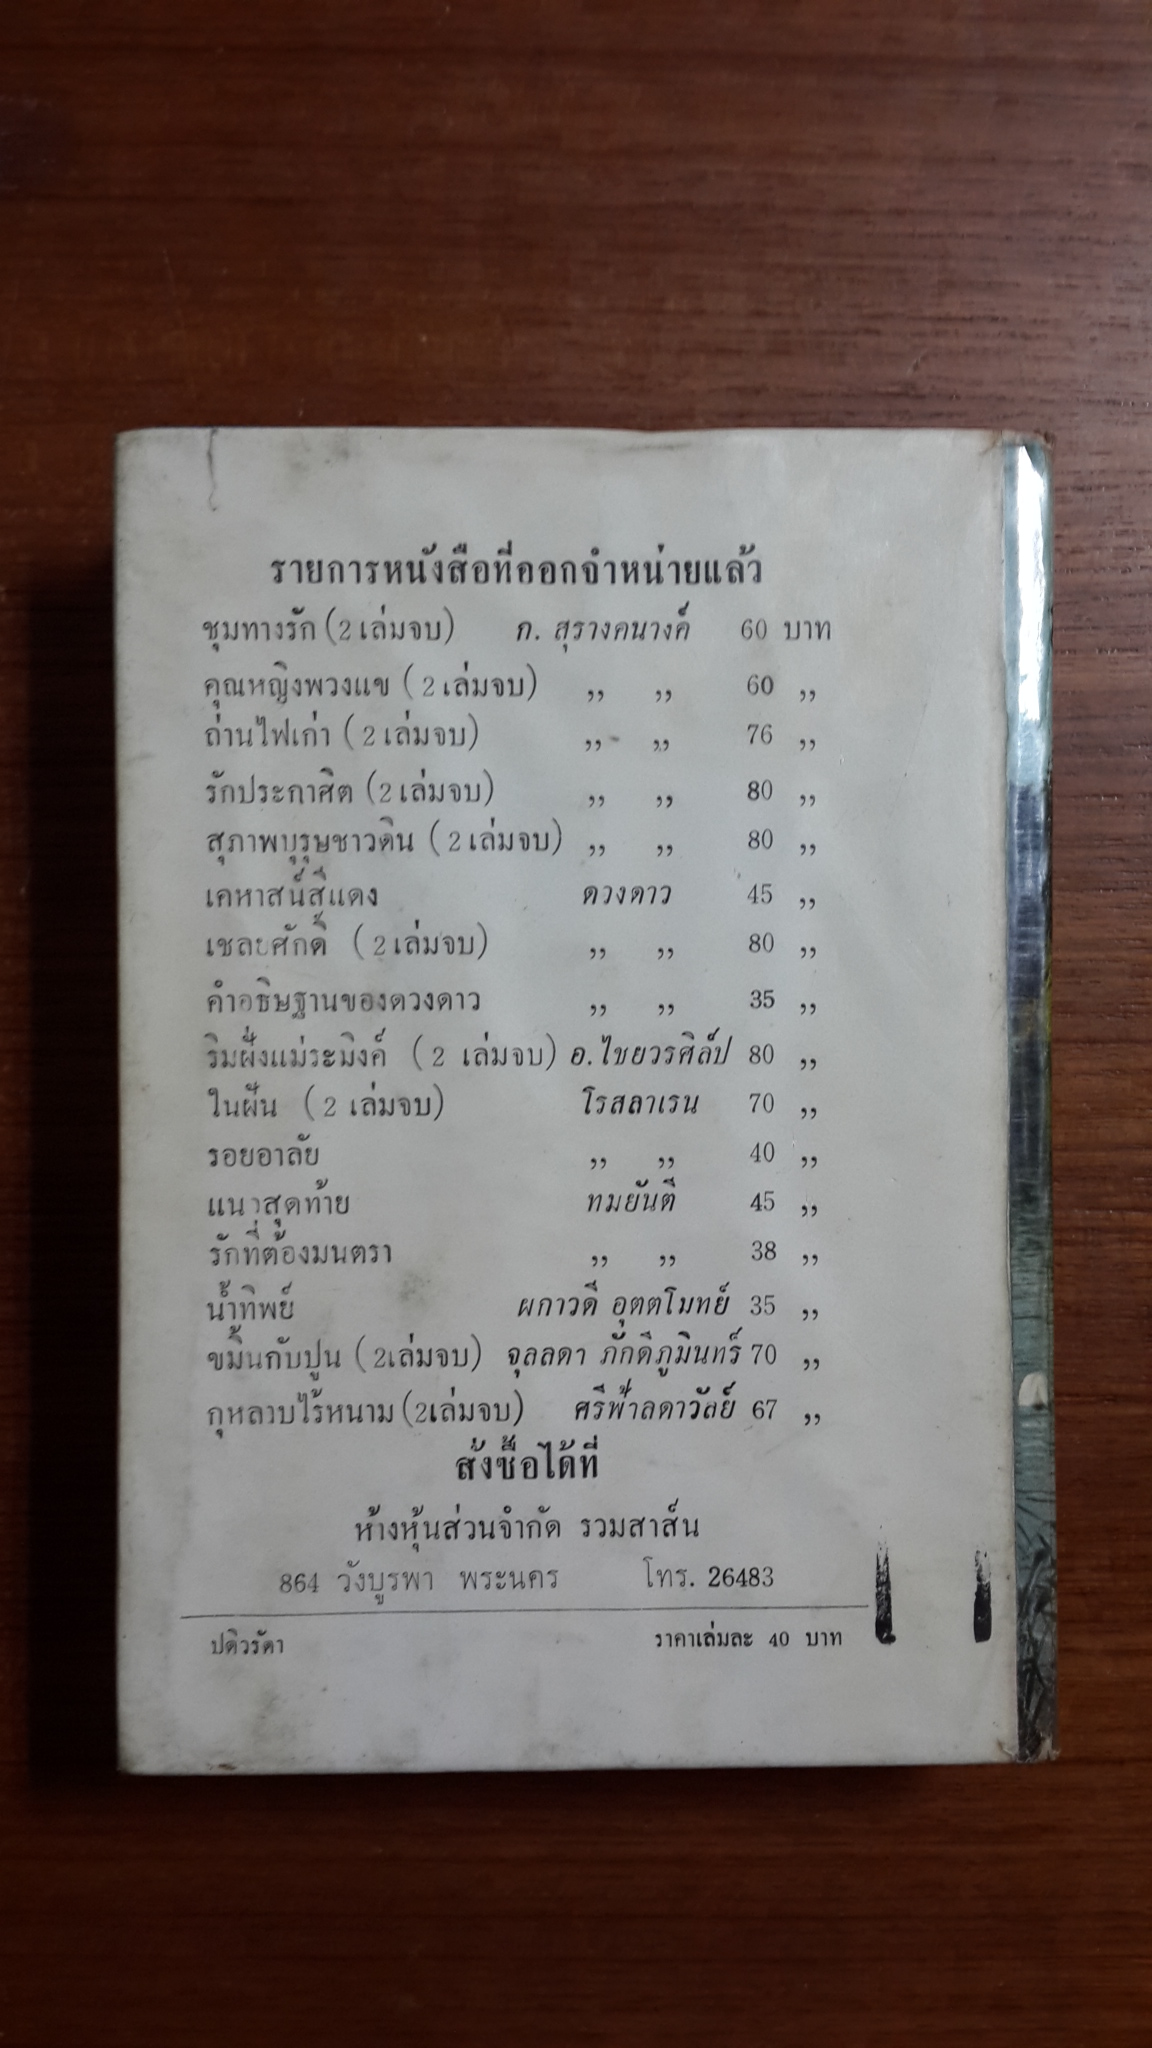 รายการหนังสือที่ออกจำหน่ายแล้ว
ชุมทางรัก (2 เล่มจบ) ก. สุรางคนางค์ 60 บาท
คุณหญิงพวงแข (2 เล่มจบ) ,, ,, 60 ,,
ถ่านไฟเก่า (2 เล่มจบ) ,, ,, 76 ,,
รักประกาศิต (2 เล่มจบ) ,, ,, 80 ,,
สุภาพบุรุษชาวดิน (2 เล่มจบ) ,, ,, 80 ,,
เคหาสน์สีแดง ดวงดาว 45 ,,
เชลยศักดิ์ (2 เล่มจบ) ,, ,, 80 ,,
คำอธิษฐานของดวงดาว ,, ,, 35 ,,
ริมฝั่งแม่ระมิงค์ (2 เล่มจบ) อ. ไชยวรศิลป 80 ,,
ในฝัน (2 เล่มจบ) โรสลาเรน 70 ,,
รอยอาลัย ,, ,, 40 ,,
แนวสุดท้าย ทมยันตี 45 ,,
รักที่ต้องมนตรา ,, ,, 38 ,,
น้ำทิพย์ ผกาวดี อุตตโมทย์ 35 ,,
ขมิ้นกับปูน (2เล่มจบ) จุลลดา ภักดีภูมินทร์ 70 ,,
กุหลาบไร้หนาม (2เล่มจบ) ศรีฟ้าลดาวัลย์ 67 ,,
สั่งซื้อได้ที่
ห้างหุ้นส่วนจำกัด รวมสาส์น
864 วังบูรพา พระนคร โทร. 26483
ปดิวรัดา ราคาเล่มละ 40 บาท